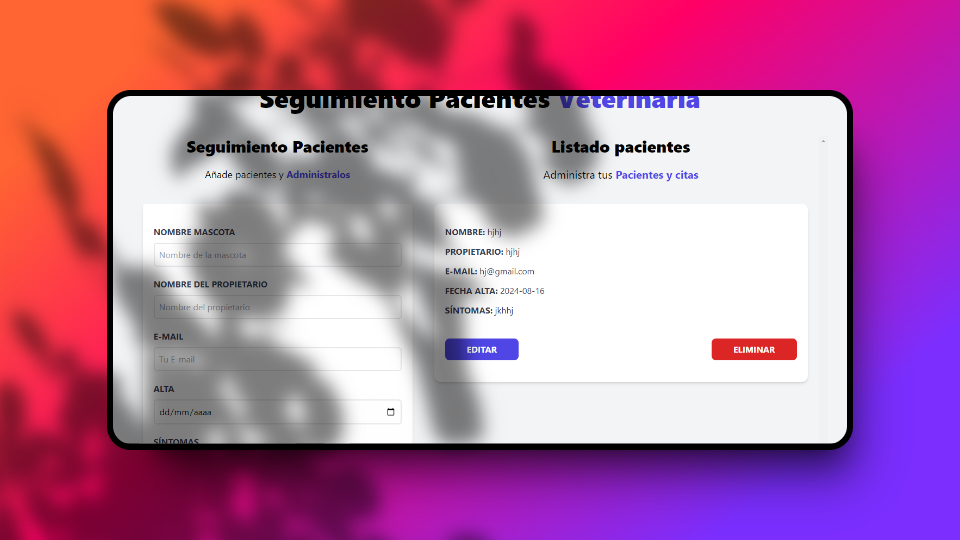 Seguimiento Pacientes Veterinaria
Seguimiento Pacientes
Añade pacientes y Administralos
NOMBRE MASCOTA
Nombre de la mascota
NOMBRE DEL PROPIETARIO
Nombre del propietario
E-MAIL
Tu E-mail
ALTA
dd/mm/aaaa
SÍNTOMAS
Listado pacientes
Administra tus Pacientes y citas
NOMBRE: hjhj
PROPIETARIO: hjhj
E-MAIL: hj@gmail.com
FECHA ALTA: 2024-08-16
SÍNTOMAS: jkhhj
EDITAR
ELIMINAR